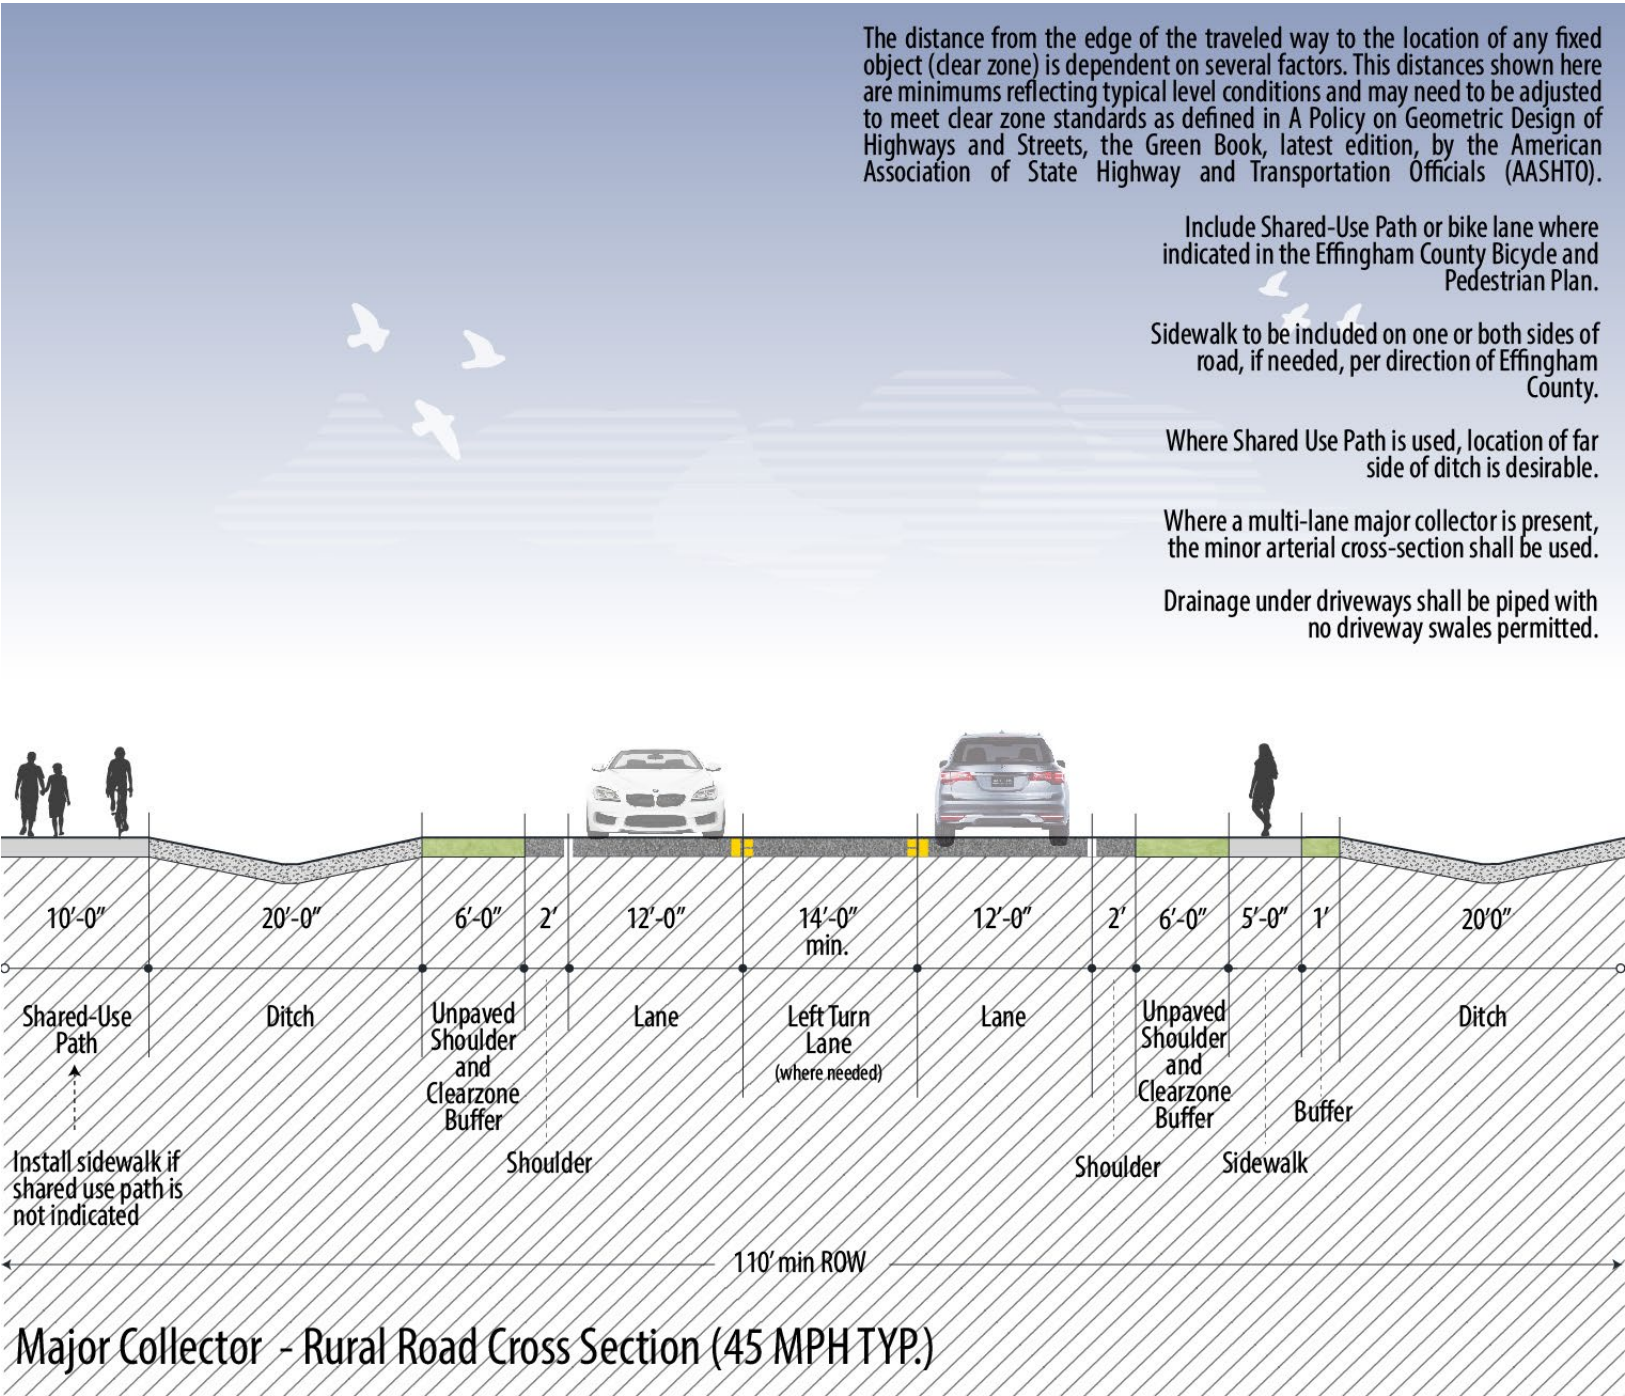 The distance from the edge of the traveled way to the location of any fixed
object (clear zone) is dependent on several factors. This distances shown here
are minimums reflecting typical level conditions and may need to be adjusted
to meet clear zone standards as defined in A Policy on Geometric Design of
Highways and Streets, the Green Book, latest edition, by the American
Association of State Highway and Transportation Officials (AASHTO).
Include Shared-Use Path or bike lane where
indicated in the Effingham County Bicycle and
Pedestrian Plan.
Sidewalk to be included on one or both sides of
road, if needed, per direction of Effingham
County.
Where Shared Use Path is used, location of far
side of ditch is desirable.
Where a multi-lane major collector is present,
the minor arterial cross-section shall be used.
Drainage under driveways shall be piped with
no driveway swales permitted.
10'-0" 20'-0" 6'-0" 2' 12'-0" 14'-0" 12'-0" 2' 6'-0" 5'-0" 1' 20'0"
min.
Shared-Use
Path
Ditch
Unpaved
Shoulder
and
Clearzone
Buffer
Lane
Left Turn
Lane
(where needed)
Lane
Unpaved
Shoulder
and
Clearzone
Buffer
Buffer
Ditch
Install sidewalk if
shared use path is
not indicated
Shoulder
Shoulder
Sidewalk
110' min ROW
Major Collector - Rural Road Cross Section (45 MPH TYP.)